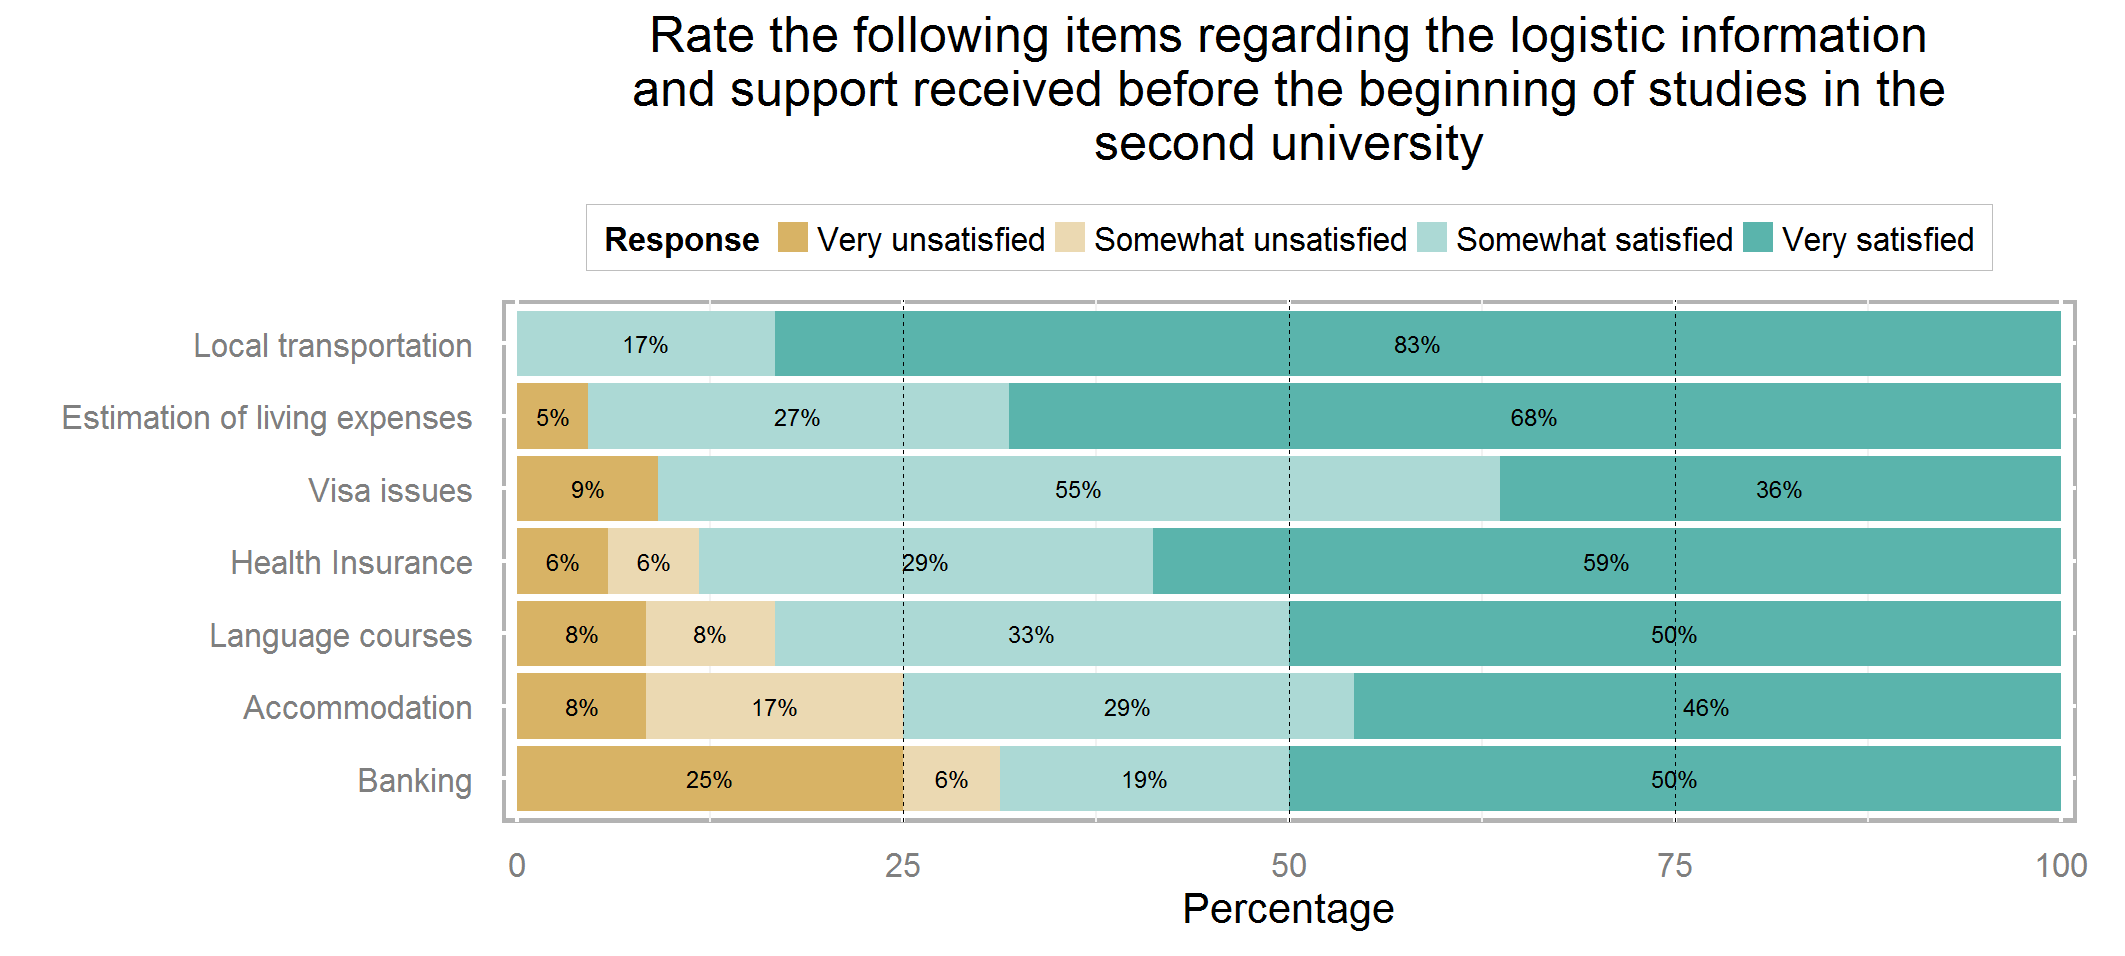 Rate the following items regarding the logistic information
and support received before the beginning of studies in the
second university
Response Very unsatisfied Somewhat unsatisfied Somewhat satisfied Very satisfied
Local transportation 17% 83%
Estimation of living expenses 5% 27% 68%
Visa issues 9% 55% 36%
Health Insurance 6% 6% 29% 59%
Language courses 8% 8% 33% 50%
Accommodation 8% 17% 29% 46%
Banking 25% 6% 19% 50%
0 25 50 75 100
Percentage